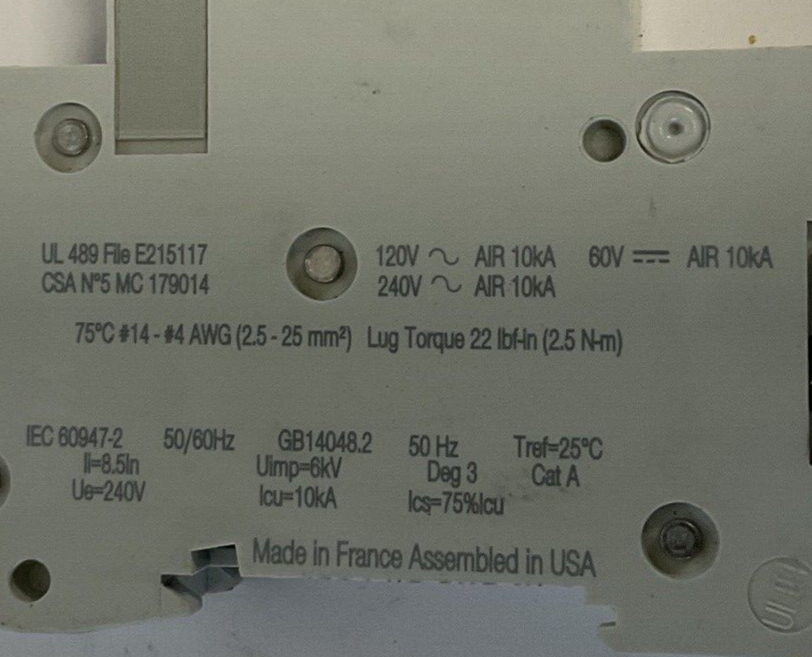 UL 489 File E215117
CSA N°5 MC 179014
120V ∼ AIR 10kA 60V ⎓ AIR 10kA
240V ∼ AIR 10kA
75°C #14 - #4 AWG (2.5 - 25 mm²) Lug Torque 22 lbf-in (2.5 N-m)
IEC 60947-2 50/60Hz GB14048.2 50 Hz Tref=25°C
Ii=8.5In Uimp=6kV Deg 3 Cat A
Ue=240V Icu=10kA Ics=75%Icu
Made in France Assembled in USA